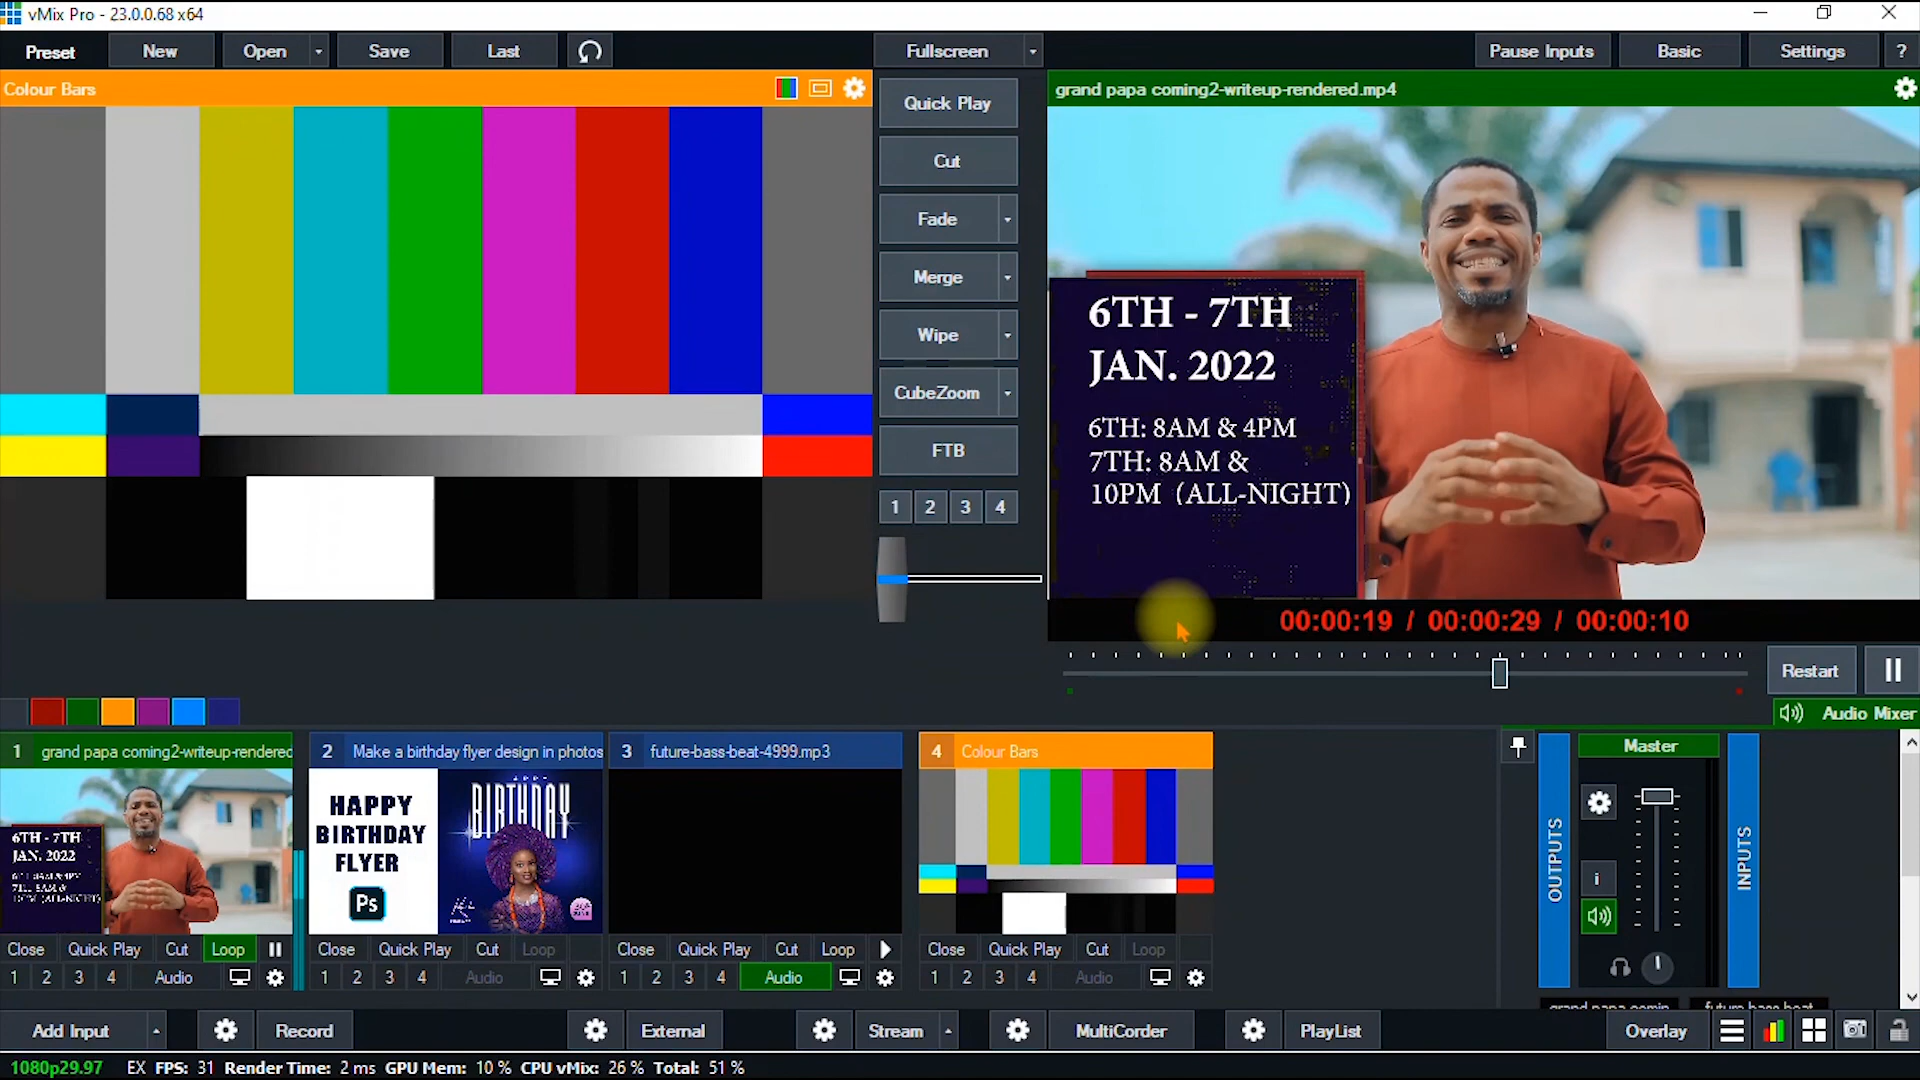 vMix Pro - 23.0.0.68 x64
Preset New Open Save Last Fullscreen Pause Inputs Basic Settings ?
Colour Bars
Quick Play
Cut
Fade
Merge
Wipe
CubeZoom
FTB
1 2 3 4
grand papa coming2-writeup-rendered.mp4
6TH - 7TH
JAN. 2022
6TH: 8AM & 4PM
7TH: 8AM &
10PM (ALL-NIGHT)
00:00:19 / 00:00:29 / 00:00:10
Restart
Audio Mixer
1 grand papa coming2-writeup-rendered
6TH - 7TH
JAN. 2022
Close Quick Play Cut Loop
1 2 3 4 Audio
2 Make a birthday flyer design in photos
HAPPY
BIRTHDAY
FLYER
Ps
BIRTHDAY
Close Quick Play Cut Loop
1 2 3 4 Audio
3 future-bass-beat-4999.mp3
Close Quick Play Cut Loop
1 2 3 4 Audio
4 Colour Bars
Close Quick Play Cut Loop
1 2 3 4 Audio
OUTPUTS
Master
i
INPUTS
grand papa comin
future bass beat
Add Input Record External Stream MultiCorder PlayList Overlay
1080p29.97 EX FPS: 31 Render Time: 2 ms GPU Mem: 10 % CPU vMix: 26 % Total: 51 %